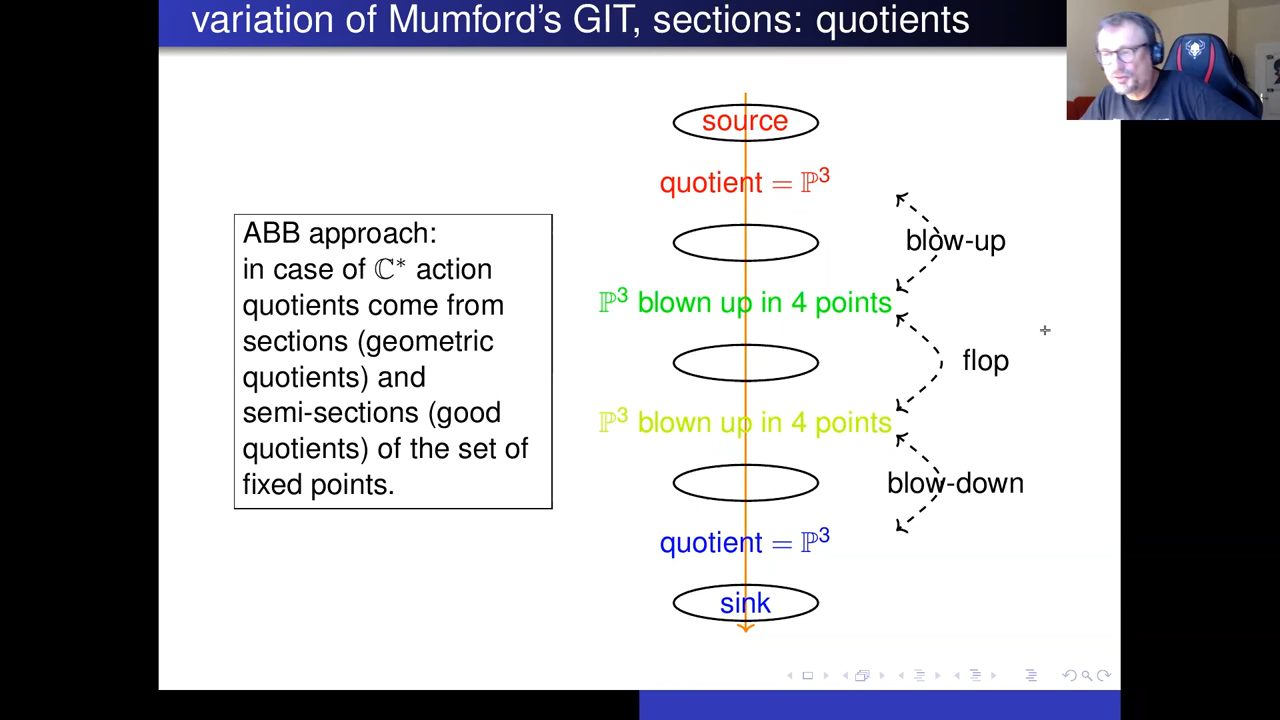 variation of Mumford's GIT, sections: quotients
source
quotient = ℙ³
ABB approach:
in case of ℂ* action
quotients come from
sections (geometric
quotients) and
semi-sections (good
quotients) of the set of
fixed points.
blow-up
ℙ³ blown up in 4 points
flop
ℙ³ blown up in 4 points
blow-down
quotient = ℙ³
sink